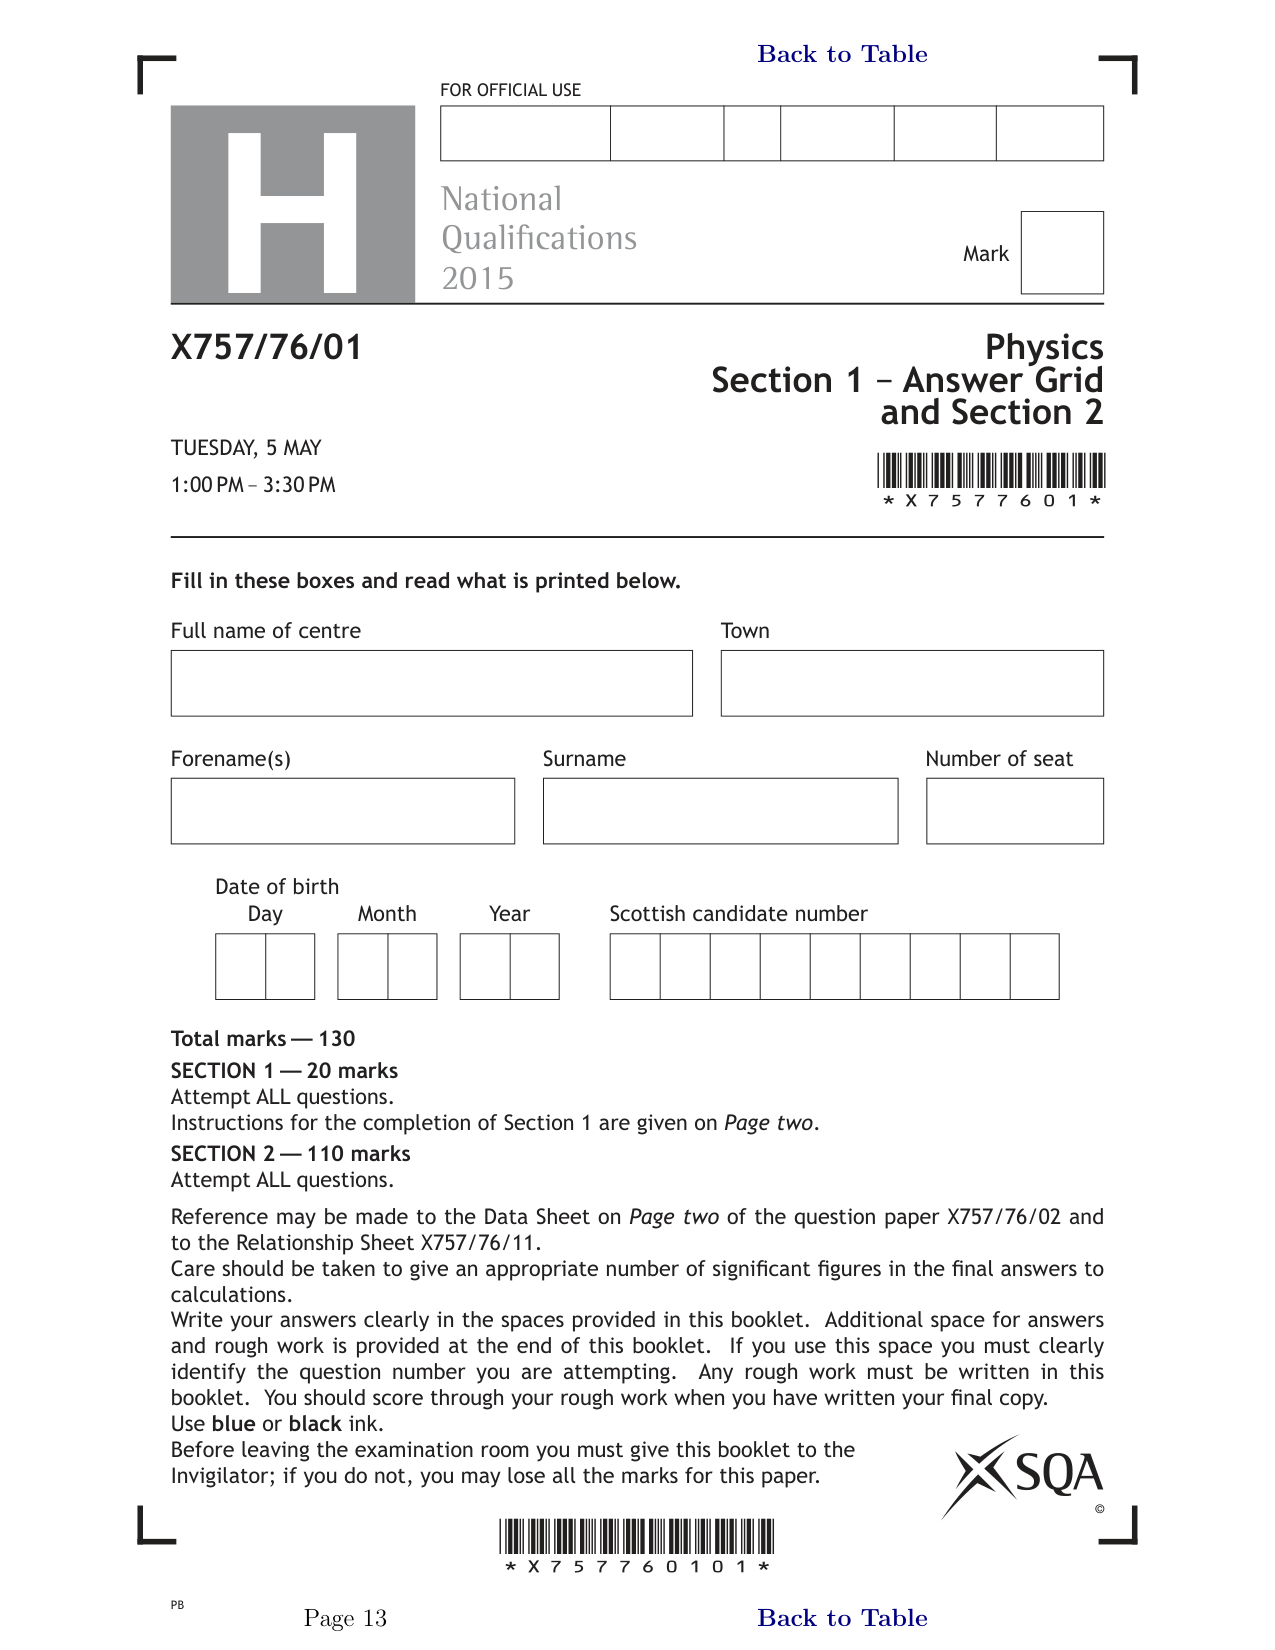 Back to Table
FOR OFFICIAL USE
H
National
Qualifications
2015
Mark
X757/76/01
Physics
Section 1 – Answer Grid
and Section 2
TUESDAY, 5 MAY
1:00 PM – 3:30 PM
*X7577601*
Fill in these boxes and read what is printed below.
Full name of centre
Town
Forename(s)
Surname
Number of seat
Date of birth
Day
Month
Year
Scottish candidate number
Total marks — 130
SECTION 1 — 20 marks
Attempt ALL questions.
Instructions for the completion of Section 1 are given on Page two.
SECTION 2 — 110 marks
Attempt ALL questions.
Reference may be made to the Data Sheet on Page two of the question paper X757/76/02 and
to the Relationship Sheet X757/76/11.
Care should be taken to give an appropriate number of significant figures in the final answers to
calculations.
Write your answers clearly in the spaces provided in this booklet. Additional space for answers
and rough work is provided at the end of this booklet. If you use this space you must clearly
identify the question number you are attempting. Any rough work must be written in this
booklet. You should score through your rough work when you have written your final copy.
Use blue or black ink.
Before leaving the examination room you must give this booklet to the
Invigilator; if you do not, you may lose all the marks for this paper.
SQA
©
*X757760101*
PB
Page 13
Back to Table